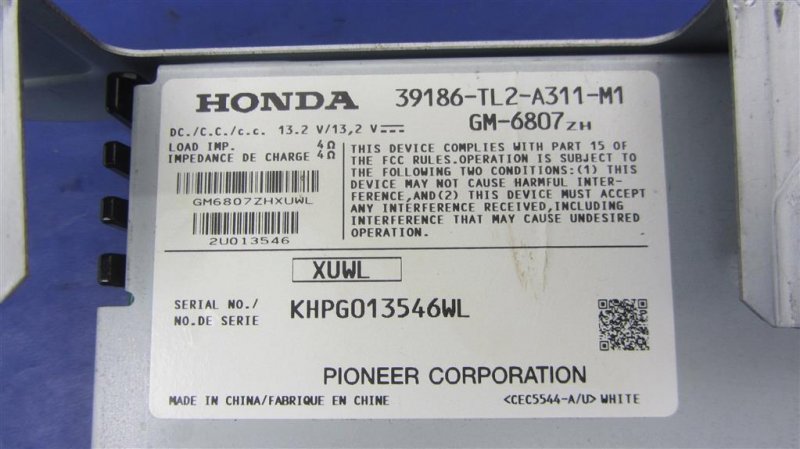 HONDA 39186-TL2-A311-M1
GM-6807ZH
DC./C.C./c.c. 13.2 V/13,2 V⎓
LOAD IMP. 4Ω
IMPEDANCE DE CHARGE 4Ω
GM6807ZHXUWL
2U013546
THIS DEVICE COMPLIES WITH PART 15 OF
THE FCC RULES.OPERATION IS SUBJECT TO
THE FOLLOWING TWO CONDITIONS:(1) THIS
DEVICE MAY NOT CAUSE HARMFUL INTER-
FERENCE,AND(2) THIS DEVICE MUST ACCEPT
ANY INTERFERENCE RECEIVED,INCLUDING
INTERFERENCE THAT MAY CAUSE UNDESIRED
OPERATION.
XUWL
SERIAL NO./
NO.DE SERIE
KHPG013546WL
PIONEER CORPORATION
MADE IN CHINA/FABRIQUE EN CHINE
<CEC5544-A/U> WHITE